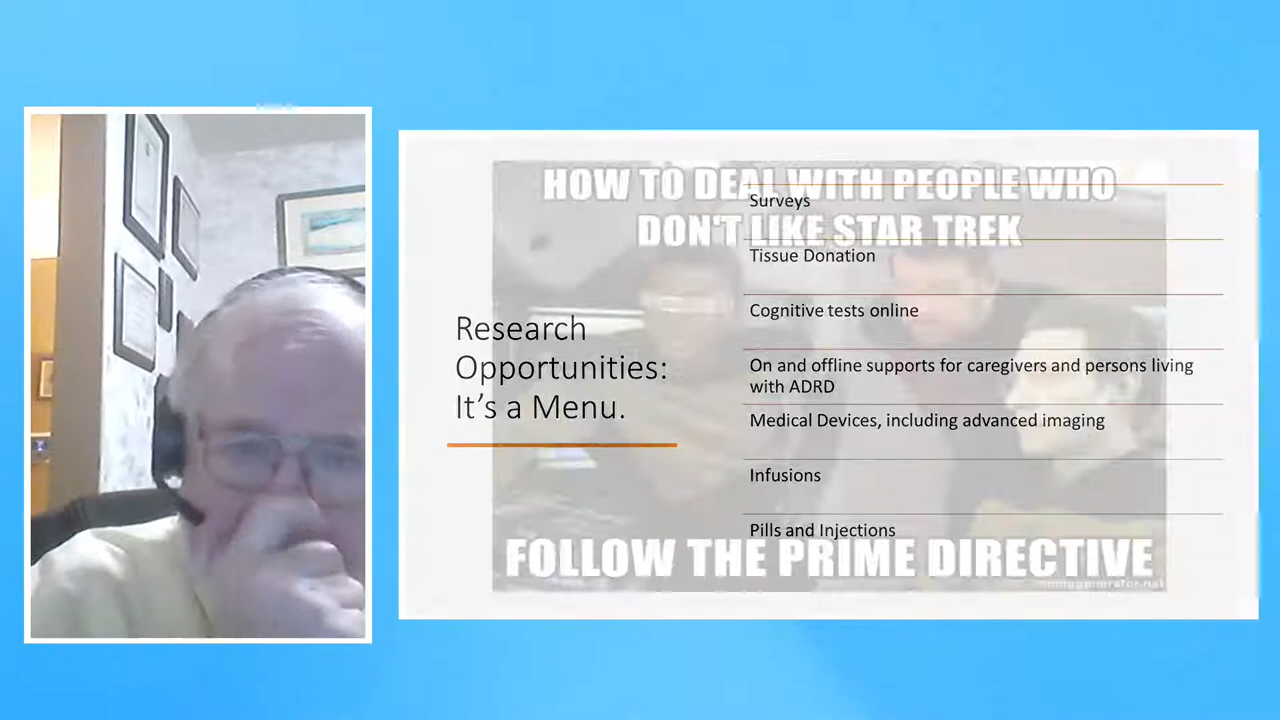 HOW TO DEAL WITH PEOPLE WHO
DON'T LIKE STAR TREK
Research
Opportunities:
It's a Menu.
Surveys
Tissue Donation
Cognitive tests online
On and offline supports for caregivers and persons living
with ADRD
Medical Devices, including advanced imaging
Infusions
Pills and Injections
FOLLOW THE PRIME DIRECTIVE
memegenerator.net